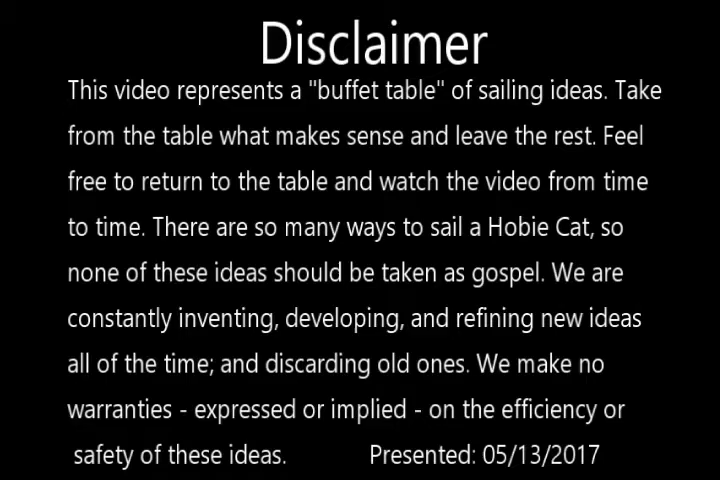 Disclaimer
This video represents a "buffet table" of sailing ideas. Take
from the table what makes sense and leave the rest. Feel
free to return to the table and watch the video from time
to time. There are so many ways to sail a Hobie Cat, so
none of these ideas should be taken as gospel. We are
constantly inventing, developing, and refining new ideas
all of the time; and discarding old ones. We make no
warranties - expressed or implied - on the efficiency or
safety of these ideas. Presented: 05/13/2017